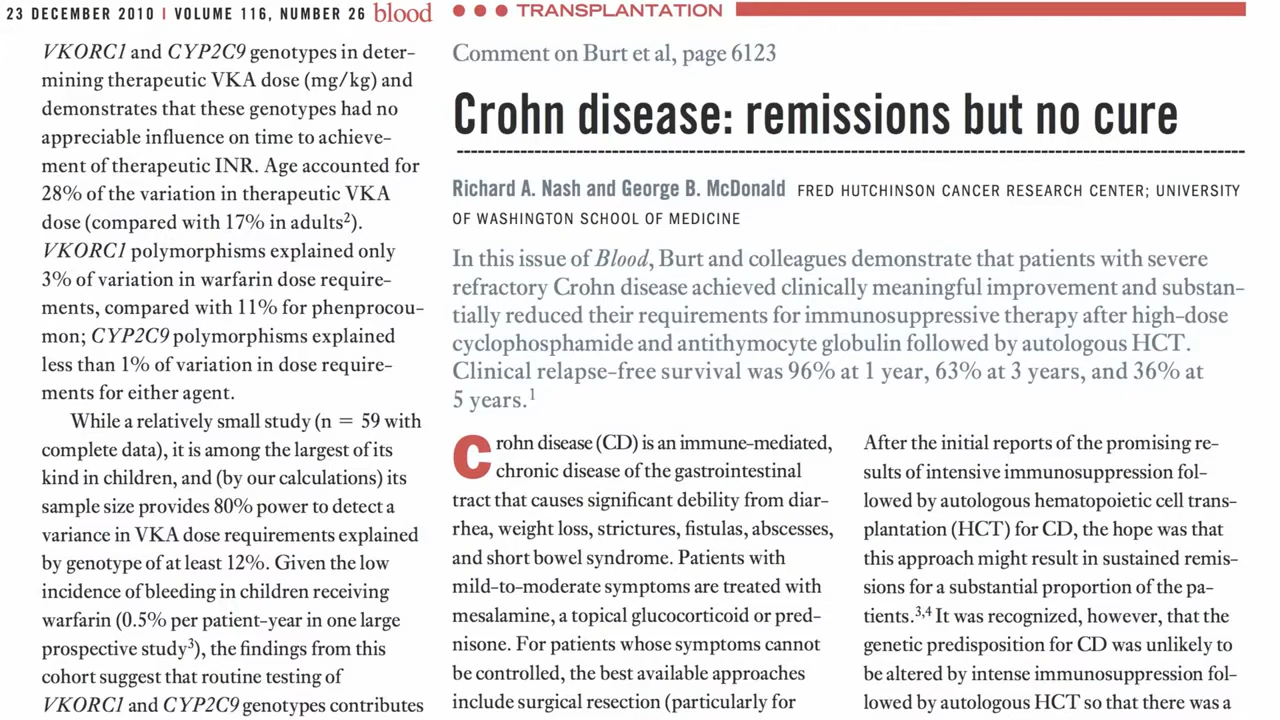 23 DECEMBER 2010 I VOLUME 116, NUMBER 26 blood
VKORC1 and CYP2C9 genotypes in deter-
mining therapeutic VKA dose (mg/kg) and
demonstrates that these genotypes had no
appreciable influence on time to achieve-
ment of therapeutic INR. Age accounted for
28% of the variation in therapeutic VKA
dose (compared with 17% in adults²).
VKORC1 polymorphisms explained only
3% of variation in warfarin dose require-
ments, compared with 11% for phenprocou-
mon; CYP2C9 polymorphisms explained
less than 1% of variation in dose require-
ments for either agent.
While a relatively small study (n = 59 with
complete data), it is among the largest of its
kind in children, and (by our calculations) its
sample size provides 80% power to detect a
variance in VKA dose requirements explained
by genotype of at least 12%. Given the low
incidence of bleeding in children receiving
warfarin (0.5% per patient-year in one large
prospective study³), the findings from this
cohort suggest that routine testing of
VKORC1 and CYP2C9 genotypes contributes
● ● ● TRANSPLANTATION
Comment on Burt et al, page 6123
Crohn disease: remissions but no cure
Richard A. Nash and George B. McDonald FRED HUTCHINSON CANCER RESEARCH CENTER; UNIVERSITY
OF WASHINGTON SCHOOL OF MEDICINE
In this issue of Blood, Burt and colleagues demonstrate that patients with severe
refractory Crohn disease achieved clinically meaningful improvement and substan-
tially reduced their requirements for immunosuppressive therapy after high-dose
cyclophosphamide and antithymocyte globulin followed by autologous HCT.
Clinical relapse-free survival was 96% at 1 year, 63% at 3 years, and 36% at
5 years.¹
Crohn disease (CD) is an immune-mediated,
chronic disease of the gastrointestinal
tract that causes significant debility from diar-
rhea, weight loss, strictures, fistulas, abscesses,
and short bowel syndrome. Patients with
mild-to-moderate symptoms are treated with
mesalamine, a topical glucocorticoid or pred-
nisone. For patients whose symptoms cannot
be controlled, the best available approaches
include surgical resection (particularly for
After the initial reports of the promising re-
sults of intensive immunosuppression fol-
lowed by autologous hematopoietic cell trans-
plantation (HCT) for CD, the hope was that
this approach might result in sustained remis-
sions for a substantial proportion of the pa-
tients.³,⁴ It was recognized, however, that the
genetic predisposition for CD was unlikely to
be altered by intense immunosuppression fol-
lowed by autologous HCT so that there was a